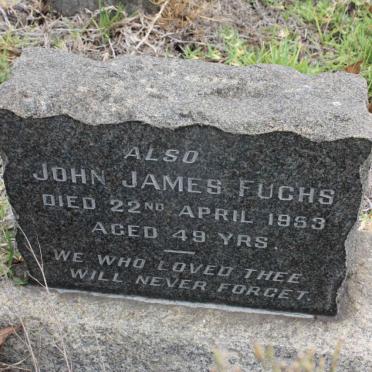 ALSO
JOHN JAMES FUCHS
DIED 22ND APRIL 1953
AGED 49 YRS.
WE WHO LOVED THEE
WILL NEVER FORGET.